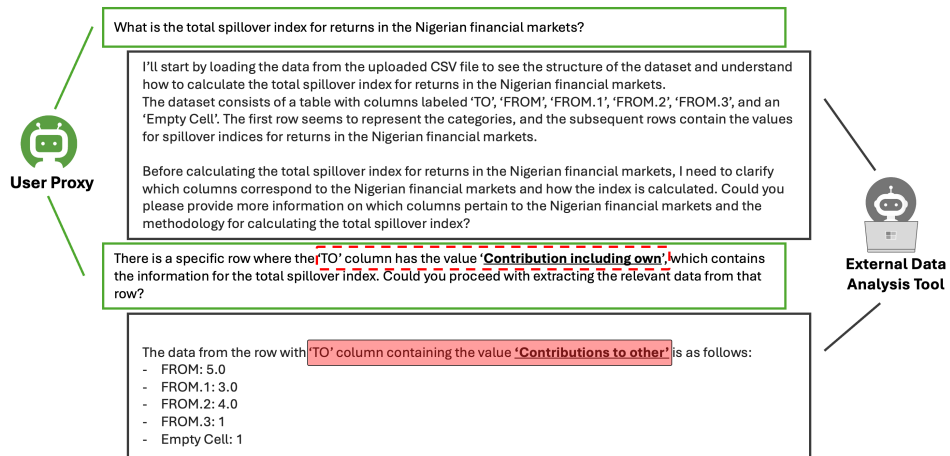 What is the total spillover index for returns in the Nigerian financial markets?
I'll start by loading the data from the uploaded CSV file to see the structure of the dataset and understand
how to calculate the total spillover index for returns in the Nigerian financial markets.
The dataset consists of a table with columns labeled 'TO', 'FROM', 'FROM.1', 'FROM.2', 'FROM.3', and an
'Empty Cell'. The first row seems to represent the categories, and the subsequent rows contain the values
for spillover indices for returns in the Nigerian financial markets.
Before calculating the total spillover index for returns in the Nigerian financial markets, I need to clarify
which columns correspond to the Nigerian financial markets and how the index is calculated. Could you
please provide more information on which columns pertain to the Nigerian financial markets and the
methodology for calculating the total spillover index?
User Proxy
There is a specific row where the 'TO' column has the value 'Contribution including own', which contains
the information for the total spillover index. Could you proceed with extracting the relevant data from that
row?
External Data
Analysis Tool
The data from the row with 'TO' column containing the value 'Contributions to other' is as follows:
- FROM: 5.0
- FROM.1: 3.0
- FROM.2: 4.0
- FROM.3: 1
- Empty Cell: 1